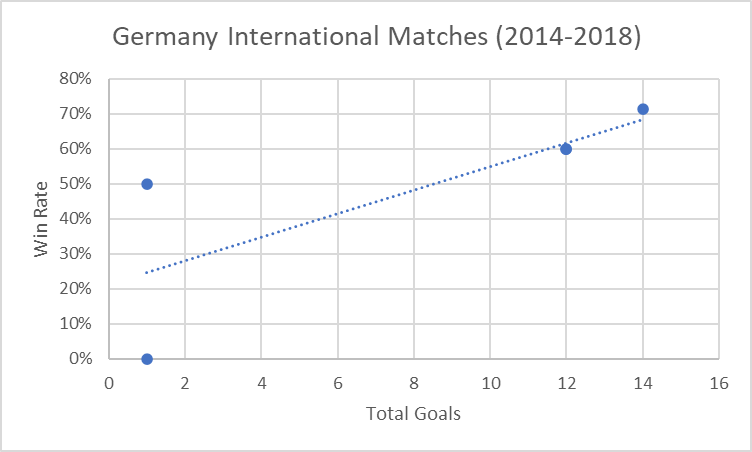 Germany International Matches (2014-2018)
80%
70%
60%
50%
40%
30%
20%
10%
0%
Win Rate
0 2 4 6 8 10 12 14 16
Total Goals